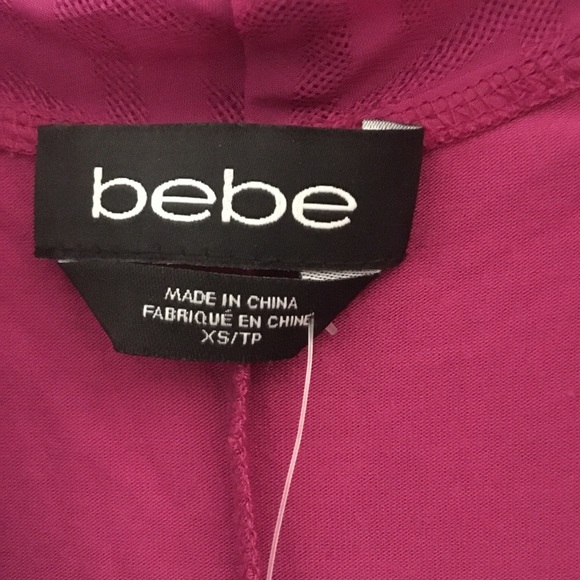 bebe
MADE IN CHINA
FABRIQUÉ EN CHINE
XS/TP